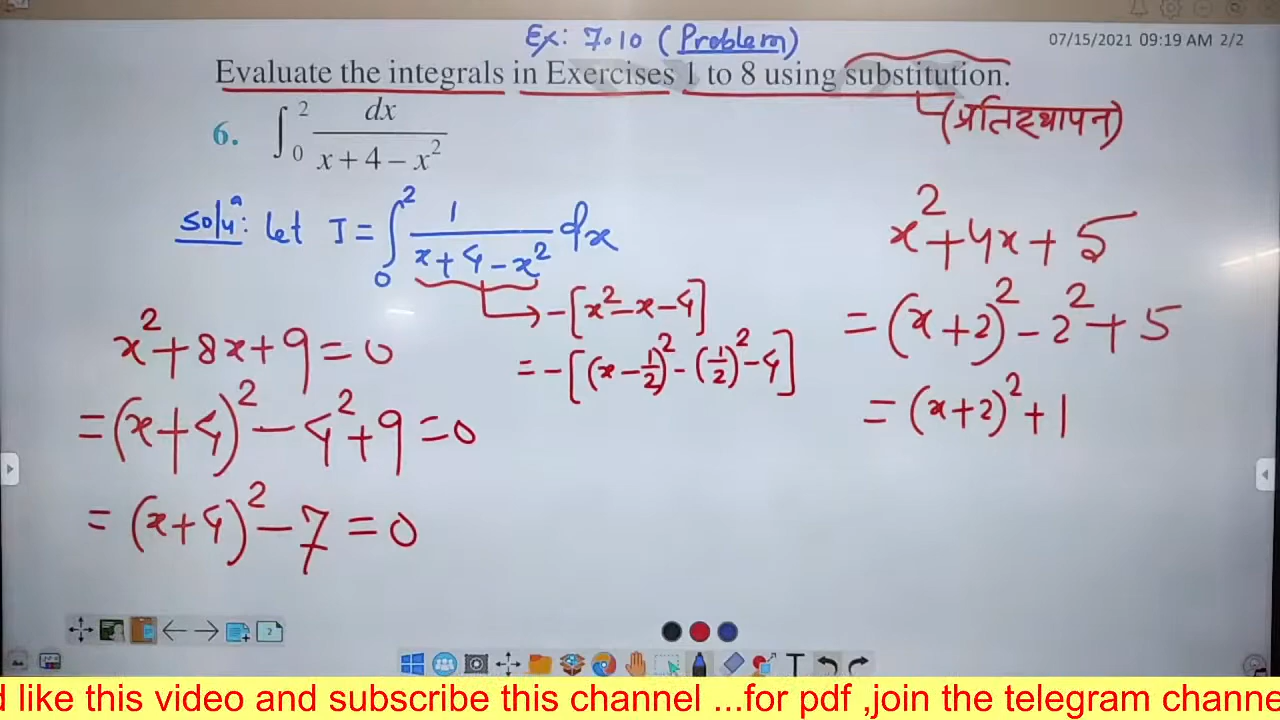 Ex: 7.10 (Problem)
07/15/2021 09:19 AM 2/2
Evaluate the integrals in Exercises 1 to 8 using substitution.
(प्रतिस्थापन)
6. ∫₀² dx/(x + 4 – x²)
Soluⁿ: let I = ∫₀² 1/(x+4-x²) dx
-[x²-x-4]
= -[(x-1/2)²-(1/2)²-4]
x²+8x+9=0
=(x+4)²-4²+9=0
=(x+4)²-7=0
x²+4x+5
=(x+2)²-2²+5
=(x+2)²+1
2
T
like this video and subscribe this channel ...for pdf ,join the telegram channe